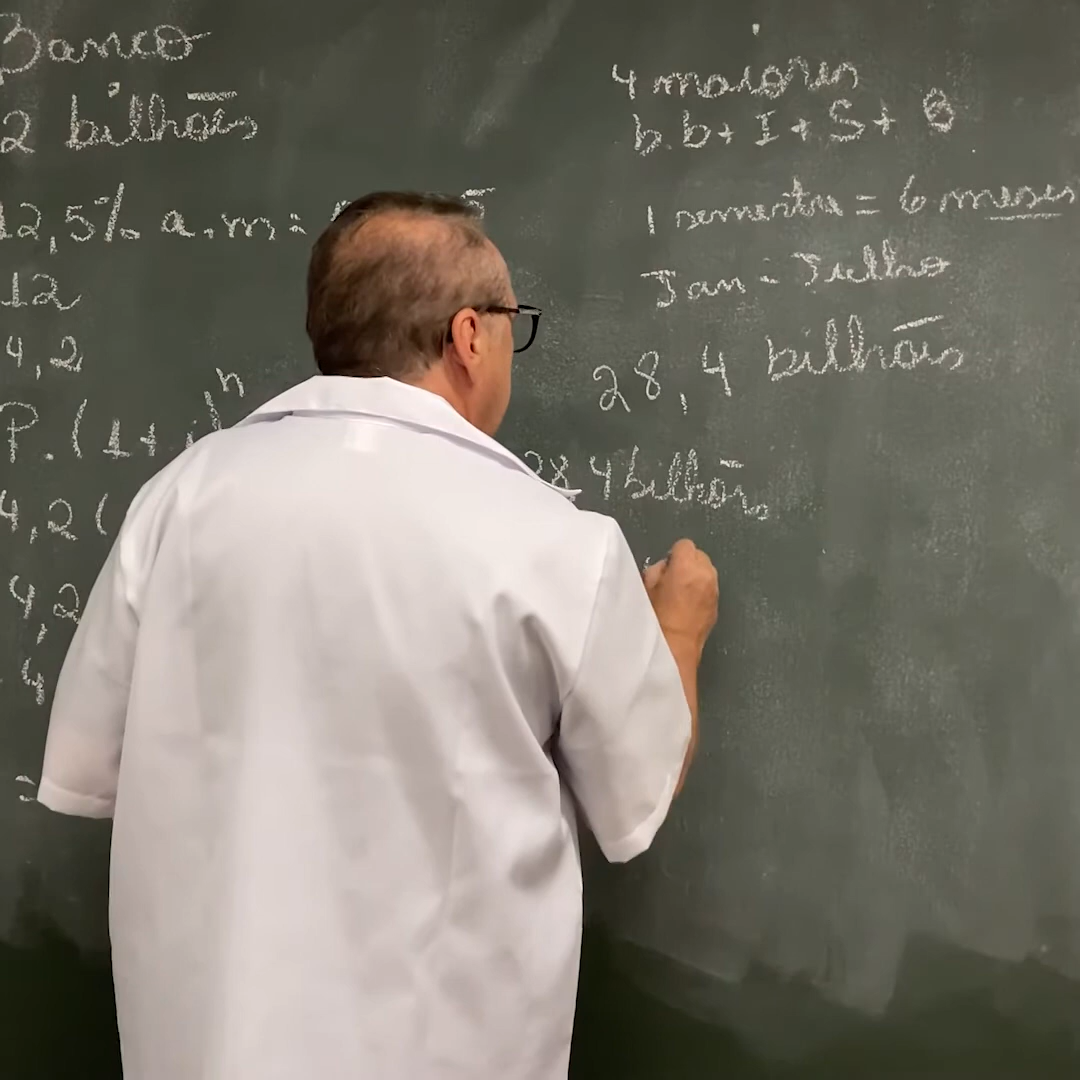 Banco
2 bilhões
12,5% a.m =
12
4,2
P.(1+i)^n
4,2(
4,2
4
=
4 maiores
b.b+ I+ S+ B
1 semestre = 6 meses
Jan - Julho
28,4 bilhões
28,4 bilhões